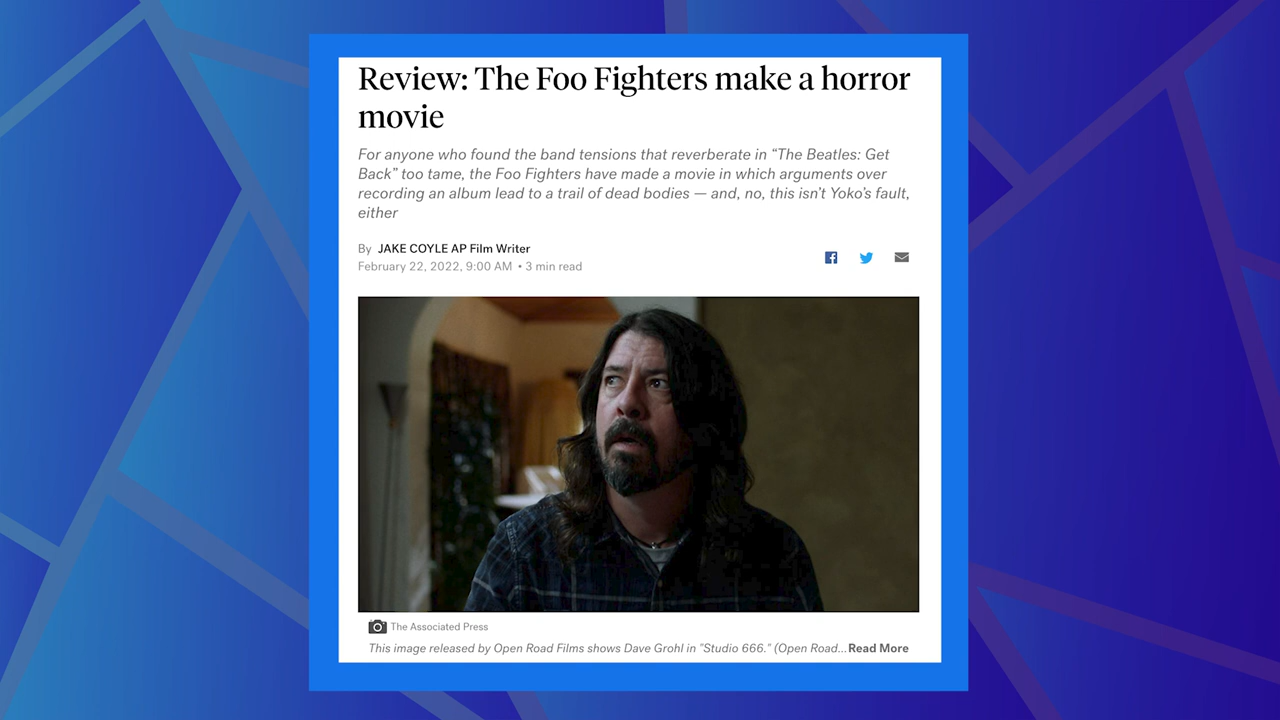 Review: The Foo Fighters make a horror
movie
For anyone who found the band tensions that reverberate in “The Beatles: Get
Back” too tame, the Foo Fighters have made a movie in which arguments over
recording an album lead to a trail of dead bodies — and, no, this isn’t Yoko’s fault,
either
By JAKE COYLE AP Film Writer
February 22, 2022, 9:00 AM • 3 min read
The Associated Press
This image released by Open Road Films shows Dave Grohl in "Studio 666." (Open Road...Read More